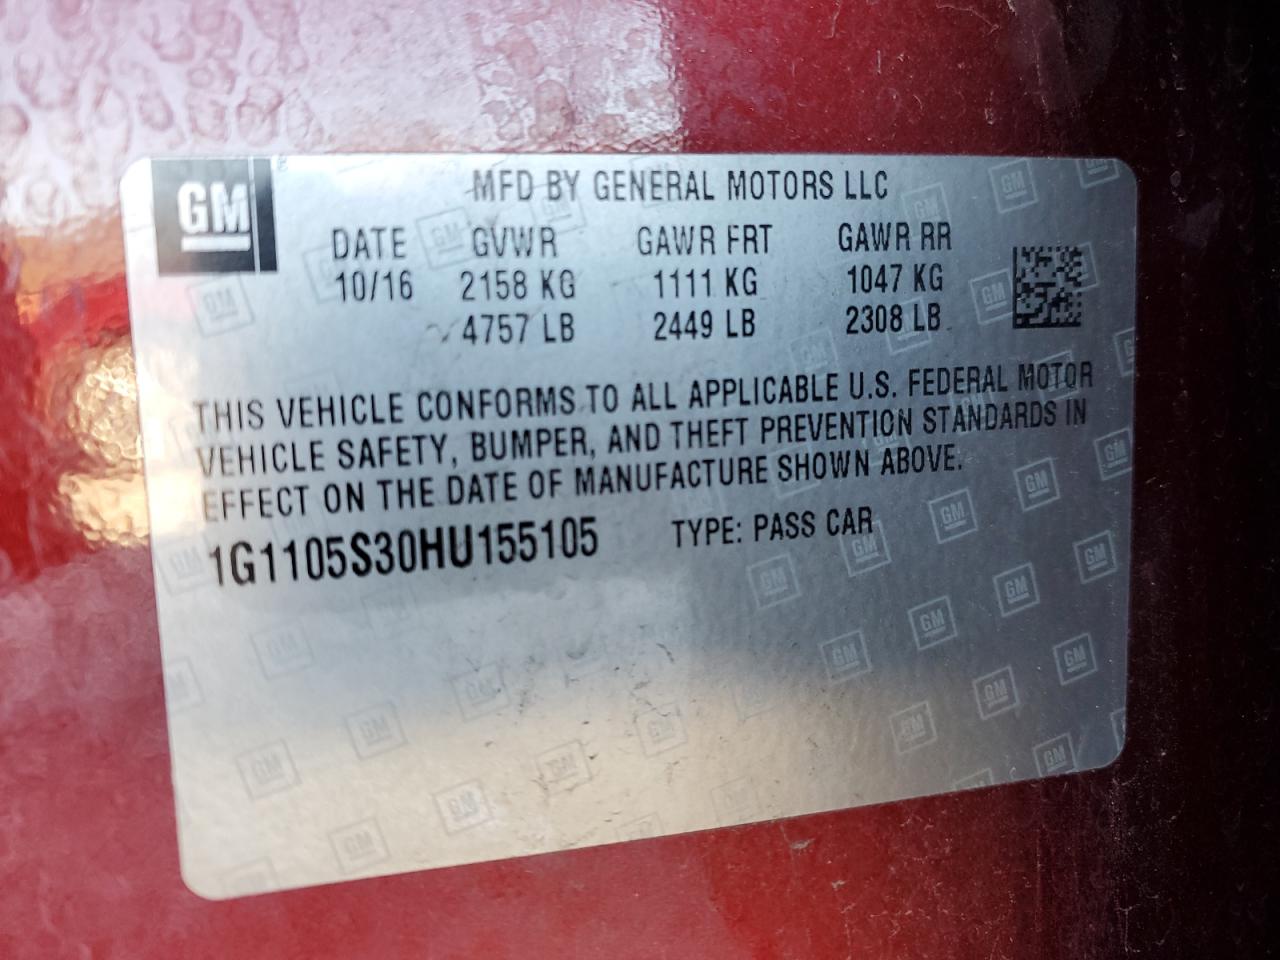 GM
MFD BY GENERAL MOTORS LLC
DATE GVWR GAWR FRT GAWR RR
10/16 2158 KG 1111 KG 1047 KG
4757 LB 2449 LB 2308 LB
THIS VEHICLE CONFORMS TO ALL APPLICABLE U.S. FEDERAL MOTOR
VEHICLE SAFETY, BUMPER, AND THEFT PREVENTION STANDARDS IN
EFFECT ON THE DATE OF MANUFACTURE SHOWN ABOVE.
1G1105S30HU155105 TYPE: PASS CAR